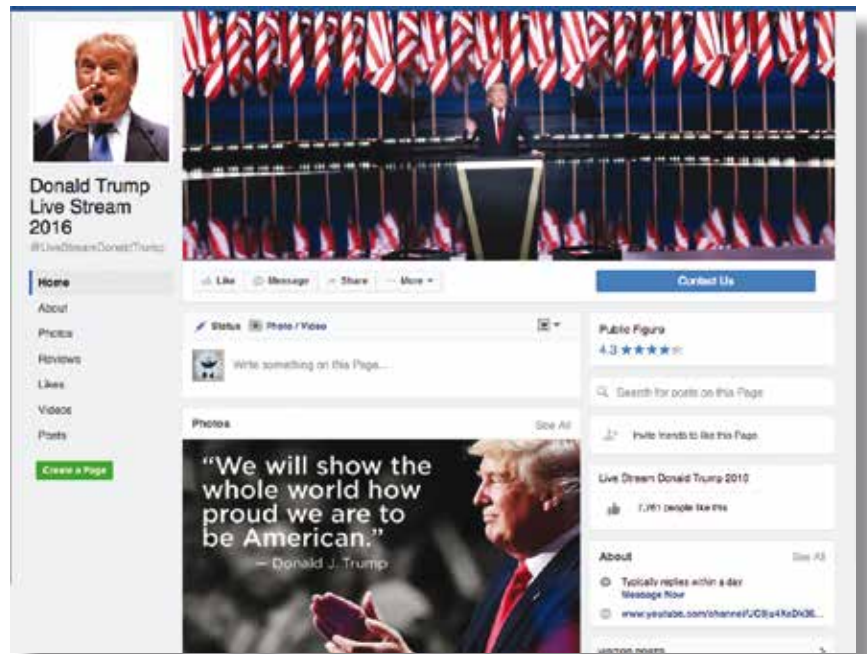 Donald Trump
Live Stream
2016
@LiveStreamDonaldTrump
Home
About
Photos
Reviews
Likes
Videos
Posts
Create a Page
Like Message Share More
Contact Us
Status Photo / Video
Write something on this Page...
Photos See All
“We will show the
whole world how
proud we are to
be American.”
— Donald J. Trump
Public Figure
4.3
Search for posts on this Page
Invite friends to like this Page
Live Stream Donald Trump 2016
people like this
About See All
Typically replies within a day
Message Now
VISITOR POSTS